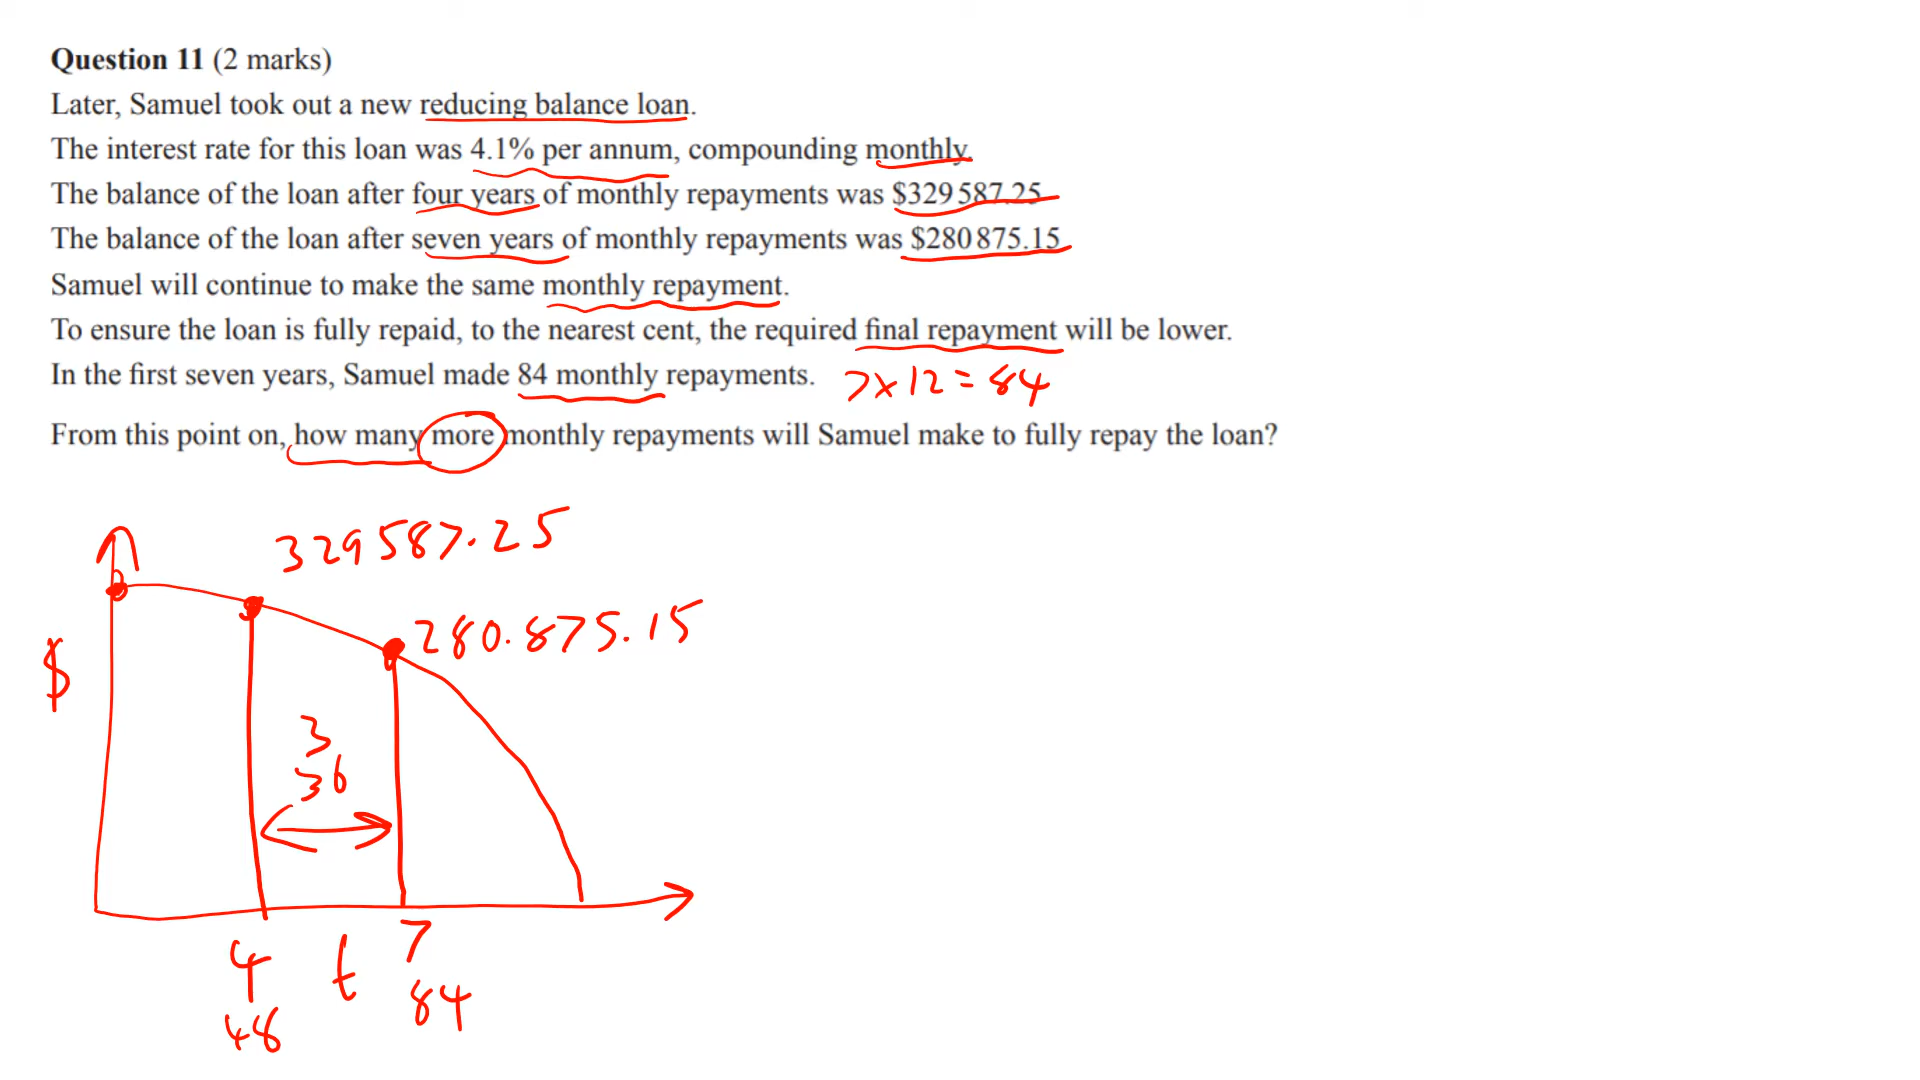 Question 11 (2 marks)
Later, Samuel took out a new reducing balance loan.
The interest rate for this loan was 4.1% per annum, compounding monthly.
The balance of the loan after four years of monthly repayments was $329 587.25
The balance of the loan after seven years of monthly repayments was $280 875.15
Samuel will continue to make the same monthly repayment.
To ensure the loan is fully repaid, to the nearest cent, the required final repayment will be lower.
In the first seven years, Samuel made 84 monthly repayments. 7 x 12 = 84
From this point on, how many more monthly repayments will Samuel make to fully repay the loan?
329587.25
280.875.15
$
3
36
4 t 7
48 84